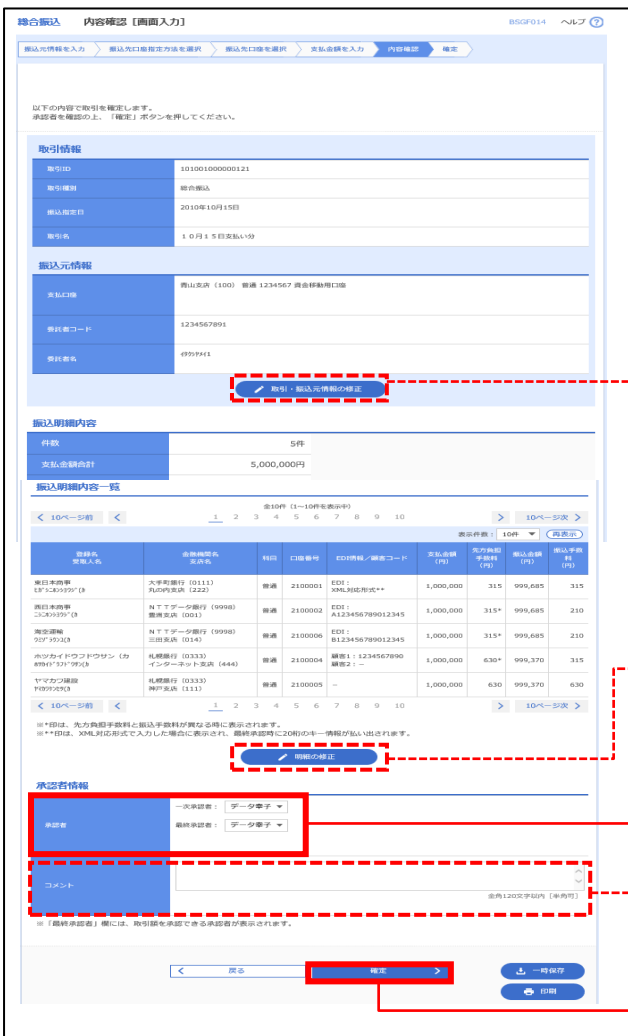 総合振込 内容確認［画面入力］ BSGF014 ヘルプ ?
振込元情報を入力 振込先口座指定方法を選択 振込先口座を選択 支払金額を入力 内容確認 確定
以下の内容で取引を確定します。
承認者を確認の上、「確定」ボタンを押してください。
取引情報
取引ID 101001000000121
取引種別 総合振込
振込指定日 2010年10月15日
取引名 １０月１５日支払い分
振込元情報
支払口座 青山支店（100） 普通 1234567 資金移動用口座
委託者コード 1234567891
委託者名 ｲﾀｸｼﾔﾒｲ1
取引・振込元情報の修正
振込明細内容
件数 5件
支払金額合計 5,000,000円
振込明細内容一覧
全10件（1～10件を表示中）
10ページ前 1 2 3 4 5 6 7 8 9 10 10ページ次
表示件数： 10件 再表示
登録名 金融機関名 科目 口座番号 EDI情報／顧客コード 支払金額 先方負担 振込金額 振込手数
受取人名 支店名 （円） 手数料 （円） 料
（円） （円）
東日本商事 大手町銀行（0111） 普通 2100001 EDI： 1,000,000 315 999,685 315
丸の内支店（222） XML対応形式**
西日本商事 ＮＴＴデータ銀行（9998） 普通 2100002 EDI： 1,000,000 315* 999,685 210
豊洲支店（001） A123456789012345
海空運輸 ＮＴＴデータ銀行（9998） 普通 2100006 EDI： 1,000,000 315* 999,685 210
三田支店（014） B123456789012345
ホツカイドウフドウサン（カ 札幌銀行（0333） 普通 2100004 顧客1：1234567890 1,000,000 630* 999,370 315
インターネット支店（444） 顧客2：－
ヤマカワ建設 札幌銀行（0333） 普通 2100005 － 1,000,000 630 999,370 630
神戸支店（111）
10ページ前 1 2 3 4 5 6 7 8 9 10 10ページ次
※*印は、先方負担手数料と振込手数料が異なる時に表示されます。
※**印は、XML対応形式で入力した場合に表示され、最終承認時に20桁のキー情報が払い出されます。
明細の修正
承認者情報
承認者 一次承認者： データ幸子
最終承認者： データ幸子
コメント
全角120文字以内［半角可］
※「最終承認者」欄には、取引額を承認できる承認者が表示されます。
戻る 確定 一時保存
印刷